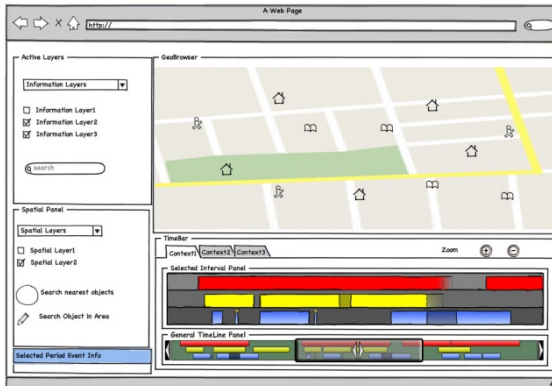 A Web Page
http://
Active Layers
Information Layers
Information Layer1
Information Layer2
Information Layer3
search
Spatial Panel
Spatial Layers
Spatial Layer1
Spatial Layer2
Search nearest objects
Search Object in Area
Selected Period Event Info
GeoBrowser
TimeBar
Context1 Context2 Context3
Zoom
Selected Interval Panel
General TimeLine Panel